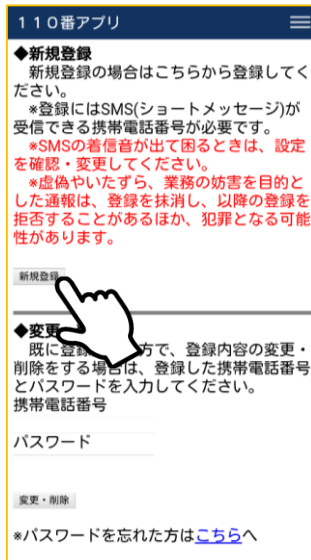 110番アプリ
◆新規登録
新規登録の場合はこちらから登録してく
ださい。
*登録にはSMS(ショートメッセージ)が
受信できる携帯電話番号が必要です。
*SMSの着信音が出て困るときは、設定
を確認・変更してください。
*虚偽やいたずら、業務の妨害を目的と
した通報は、登録を抹消し、以降の登録を
拒否することがあるほか、犯罪となる可能
性があります。
新規登録
◆変更
既に登録 方で、登録内容の変更・
削除をする場合は、登録した携帯電話番号
とパスワードを入力してください。
携帯電話番号
パスワード
変更・削除
*パスワードを忘れた方はこちらへ